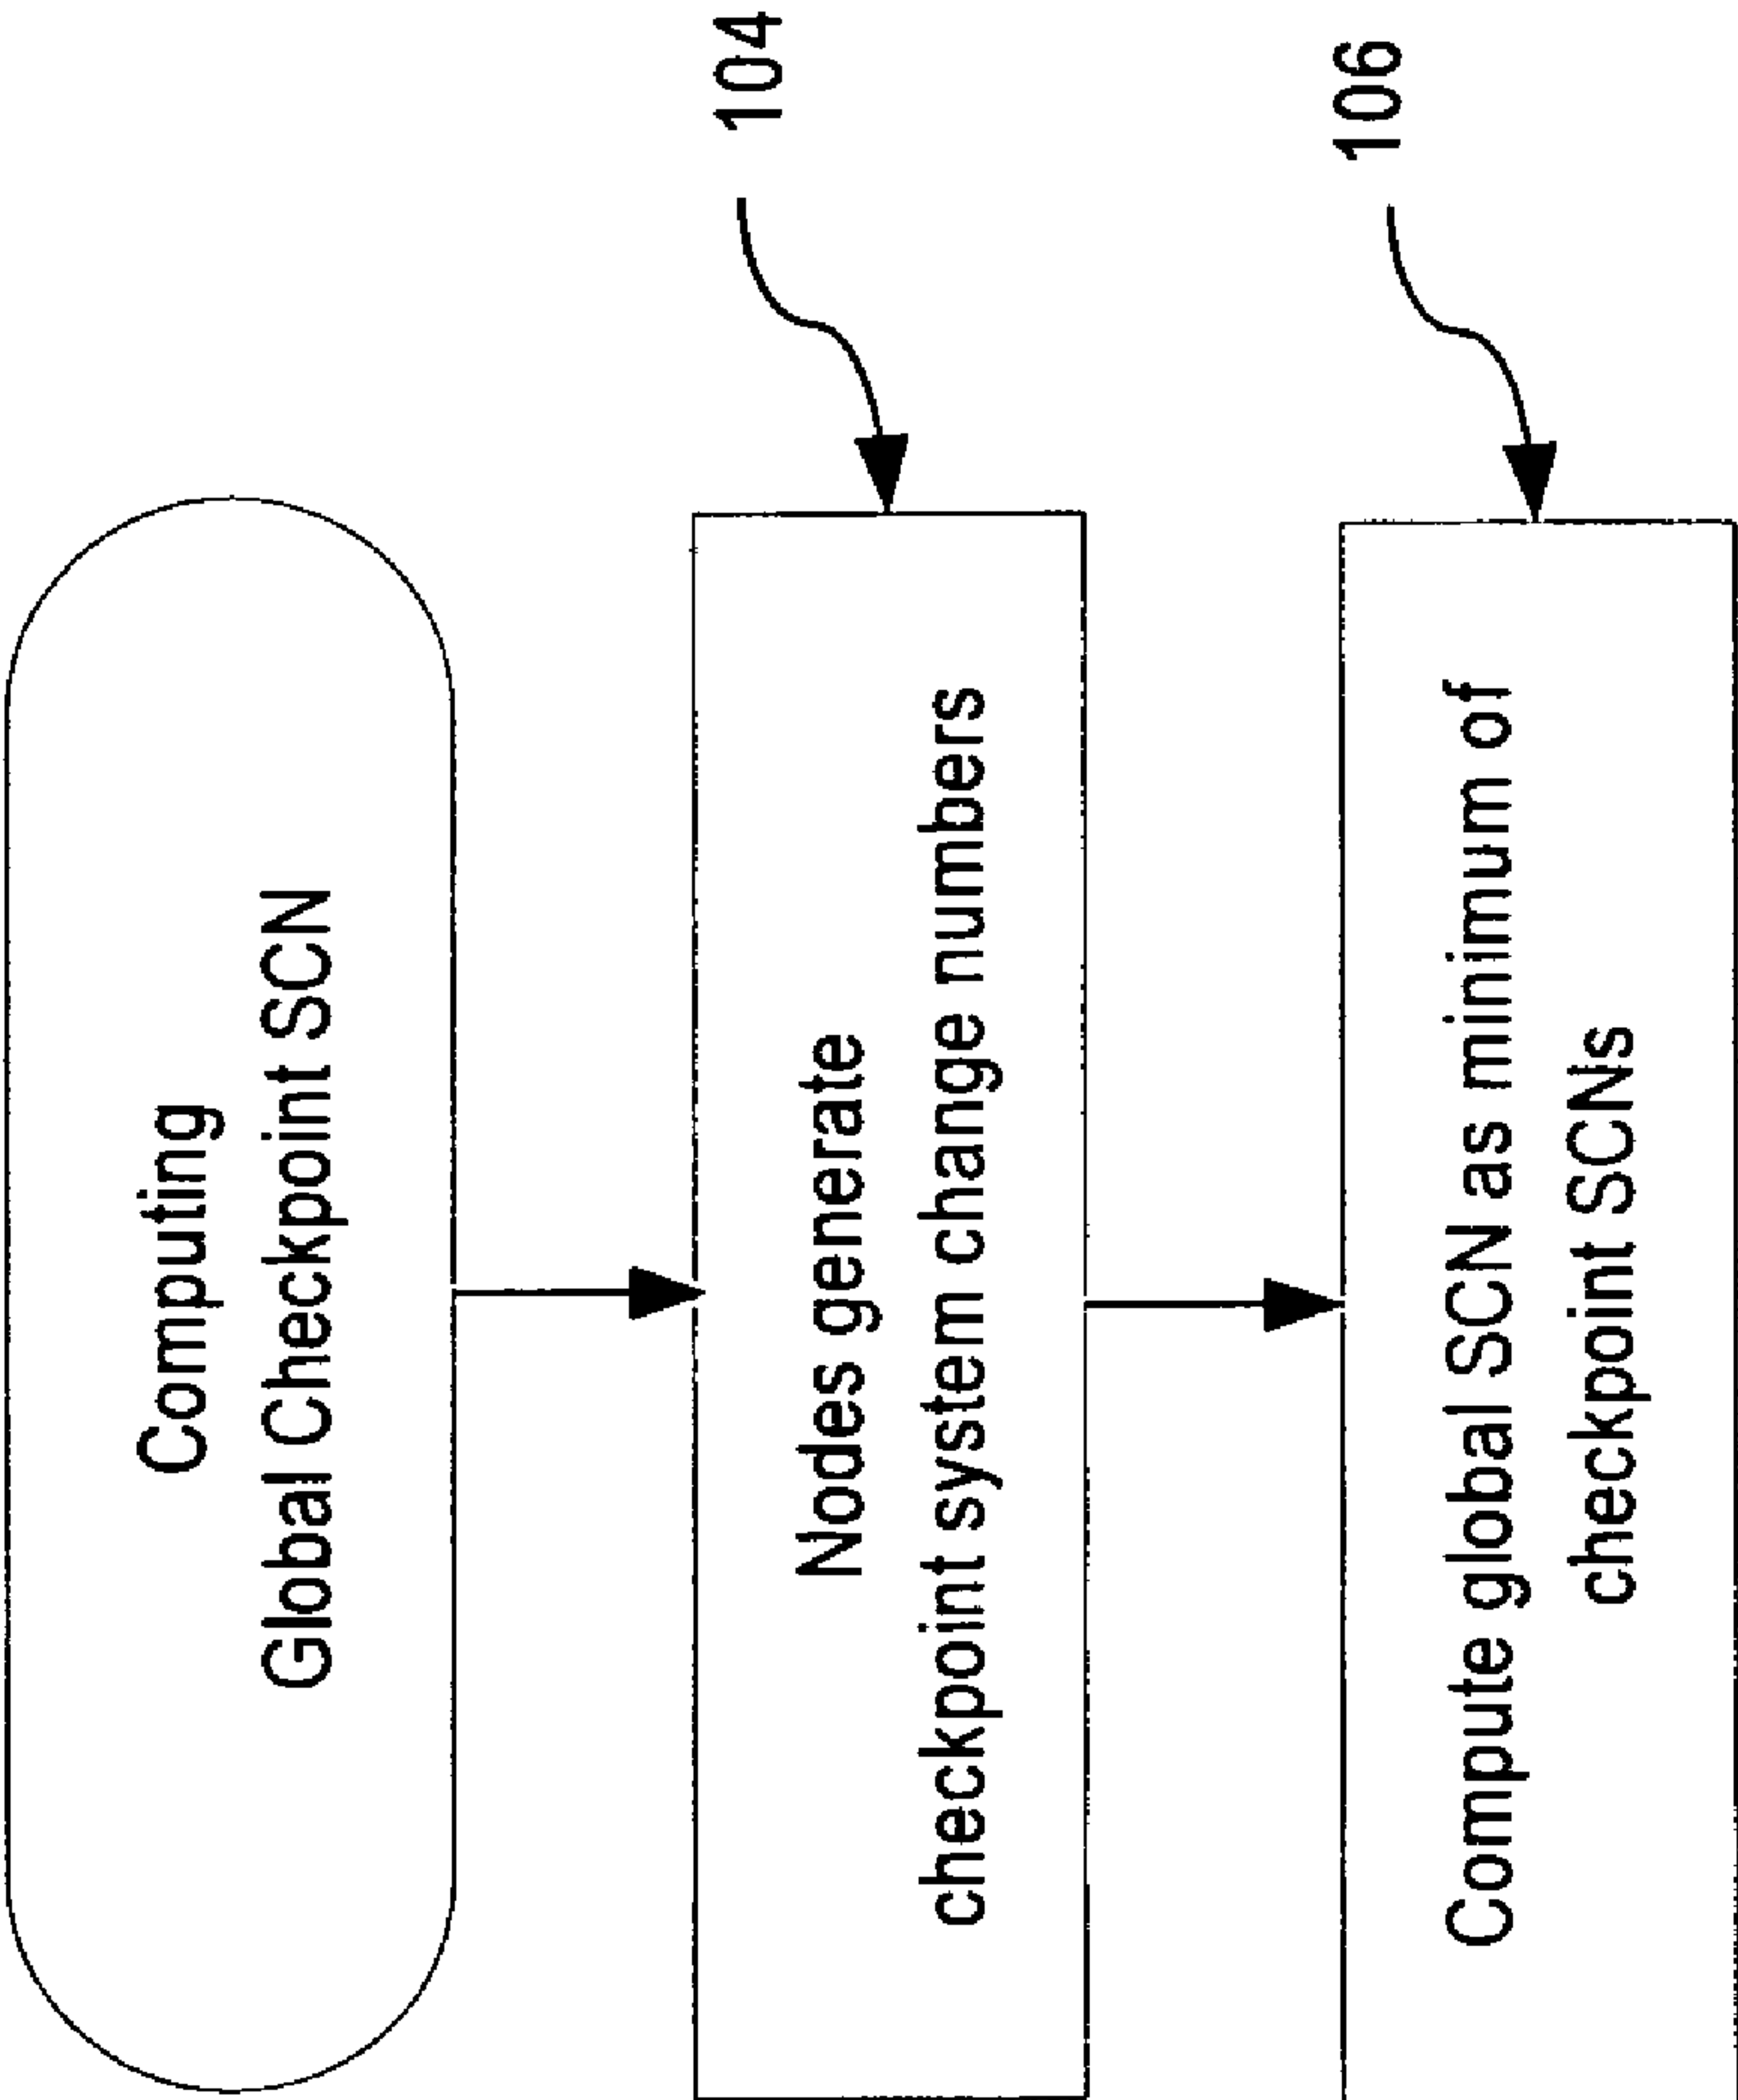 Computing
Global Checkpoint SCN
Nodes generate
checkpoint system change numbers
104
Compute global SCN as minimum of
checkpoint SCNs
106